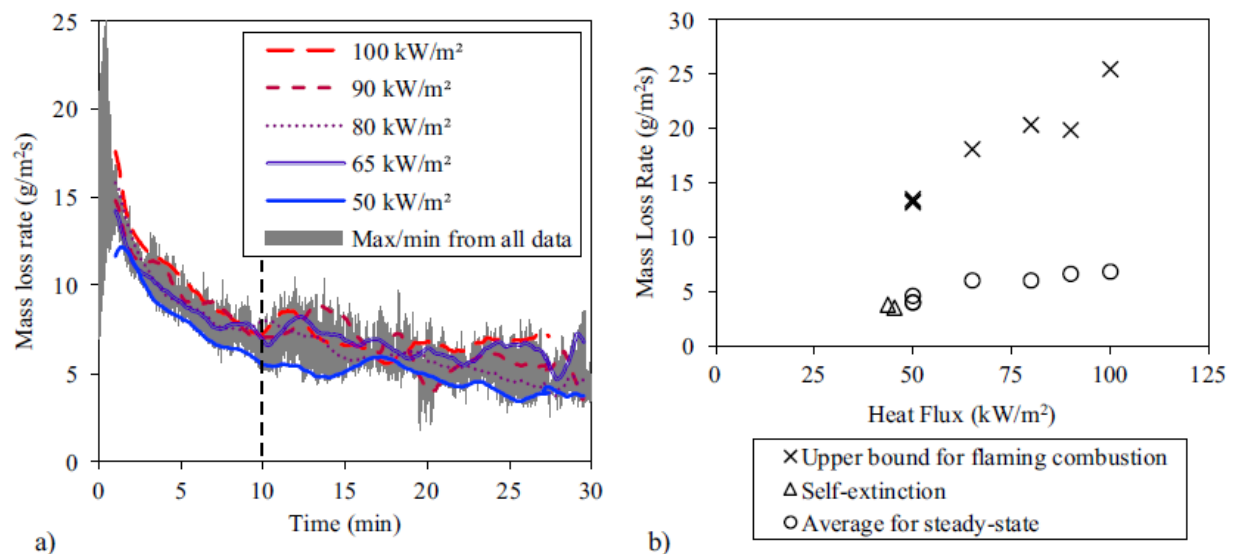 25
20
15
10
5
0
0
5
10
15
20
25
30
Mass loss rate (g/m²s)
Time (min)
100 kW/m²
90 kW/m²
80 kW/m²
65 kW/m²
50 kW/m²
Max/min from all data
a)
30
25
20
15
10
5
0
0
25
50
75
100
125
Mass Loss Rate (g/m²s)
Heat Flux (kW/m²)
Upper bound for flaming combustion
Self-extinction
Average for steady-state
b)